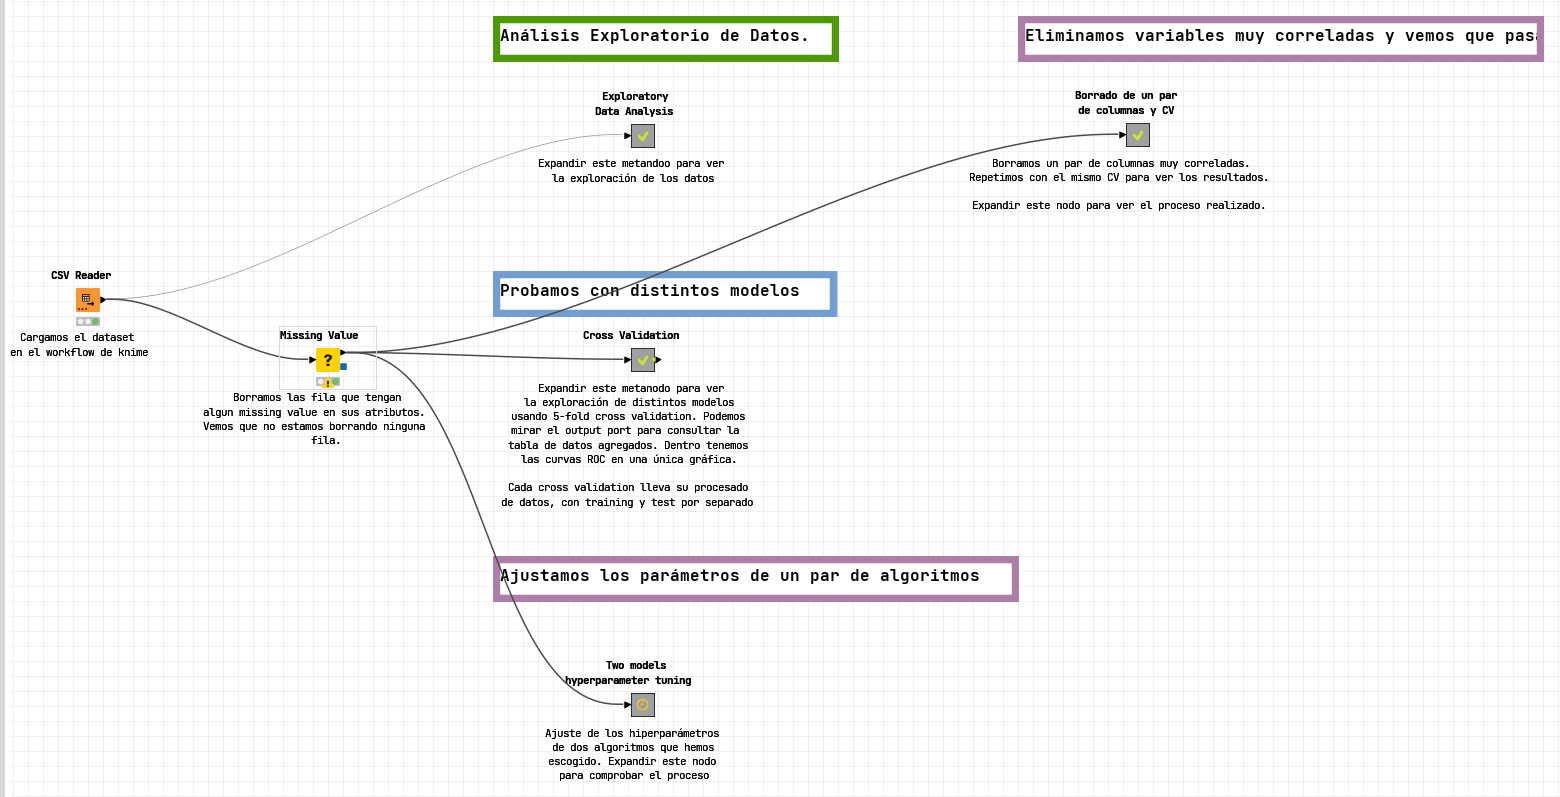 Análisis Exploratorio de Datos.
Eliminamos variables muy correladas y vemos que
Exploratory
Data Analysis
Expandir este metandoo para ver
la exploración de los datos
Borrado de un par
de columnas y CV
Borramos un par de columnas muy correladas.
Repetimos con el mismo CV para ver los resultados.
Expandir este nodo para ver el proceso realizado.
CSV Reader
Cargamos el dataset
en el workflow de knime
Missing Value
?
Borramos las fila que tengan
algun missing value en sus atributos.
Vemos que no estamos borrando ninguna
fila.
Probamos con distintos modelos
Cross Validation
Expandir este metanodo para ver
la exploración de distintos modelos
usando 5-fold cross validation. Podemos
mirar el output port para consultar la
tabla de datos agregados. Dentro tenemos
las curvas ROC en una única gráfica.
Cada cross validation lleva su procesado
de datos, con training y test por separado
Ajustamos los parámetros de un par de algoritmos
Two models
hyperparameter tuning
Ajuste de los hiperparámetros
de dos algoritmos que hemos
escogido. Expandir este nodo
para comprobar el proceso